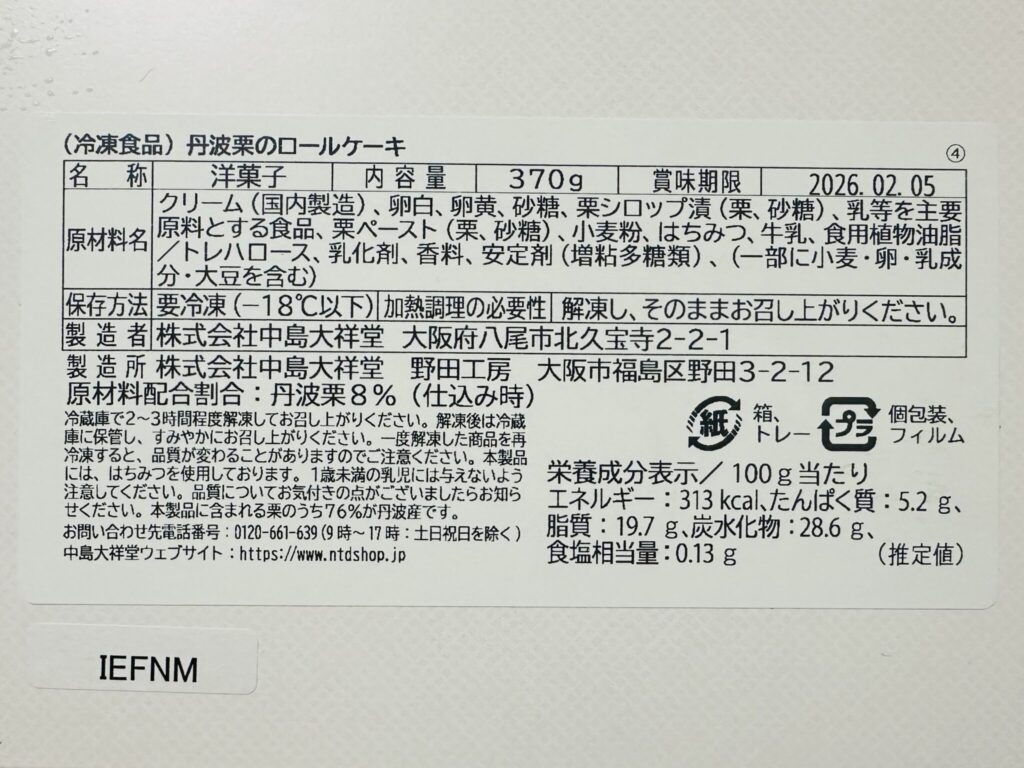 (冷凍食品)丹波栗のロールケーキ
④
名 称 洋菓子 内容量 370g 賞味期限 2026.02.05
原材料名
クリーム(国内製造)、卵白、卵黄、砂糖、栗シロップ漬(栗、砂糖)、乳等を主要
原料とする食品、栗ペースト(栗、砂糖)、小麦粉、はちみつ、牛乳、食用植物油脂
/トレハロース、乳化剤、香料、安定剤(増粘多糖類)、(一部に小麦・卵・乳成
分・大豆を含む)
保存方法 要冷凍(−18℃以下) 加熱調理の必要性 解凍し、そのままお召し上がりください。
製造者 株式会社中島大祥堂 大阪府八尾市北久宝寺2-2-1
製造所 株式会社中島大祥堂 野田工房 大阪市福島区野田3-2-12
原材料配合割合:丹波栗8%(仕込み時)
冷蔵庫で2~3時間程度解凍してお召し上がりください。解凍後は冷蔵
庫に保管し、すみやかにお召し上がりください。一度解凍した商品を再
冷凍すると、品質が変わることがありますのでご注意ください。本製品
には、はちみつを使用しております。1歳未満の乳児には与えないよう
注意してください。品質についてお気付きの点がございましたらお知ら
せください。本製品に含まれる栗のうち76%が丹波産です。
お問い合わせ先電話番号:0120-661-639(9時~17時:土日祝日を除く)
中島大祥堂ウェブサイト:https://www.ntdshop.jp
紙 箱、
トレー
プラ 個包装、
フィルム
栄養成分表示/100g当たり
エネルギー:313kcal、たんぱく質:5.2g、
脂質:19.7g、炭水化物:28.6g、
食塩相当量:0.13g (推定値)
IEFNM